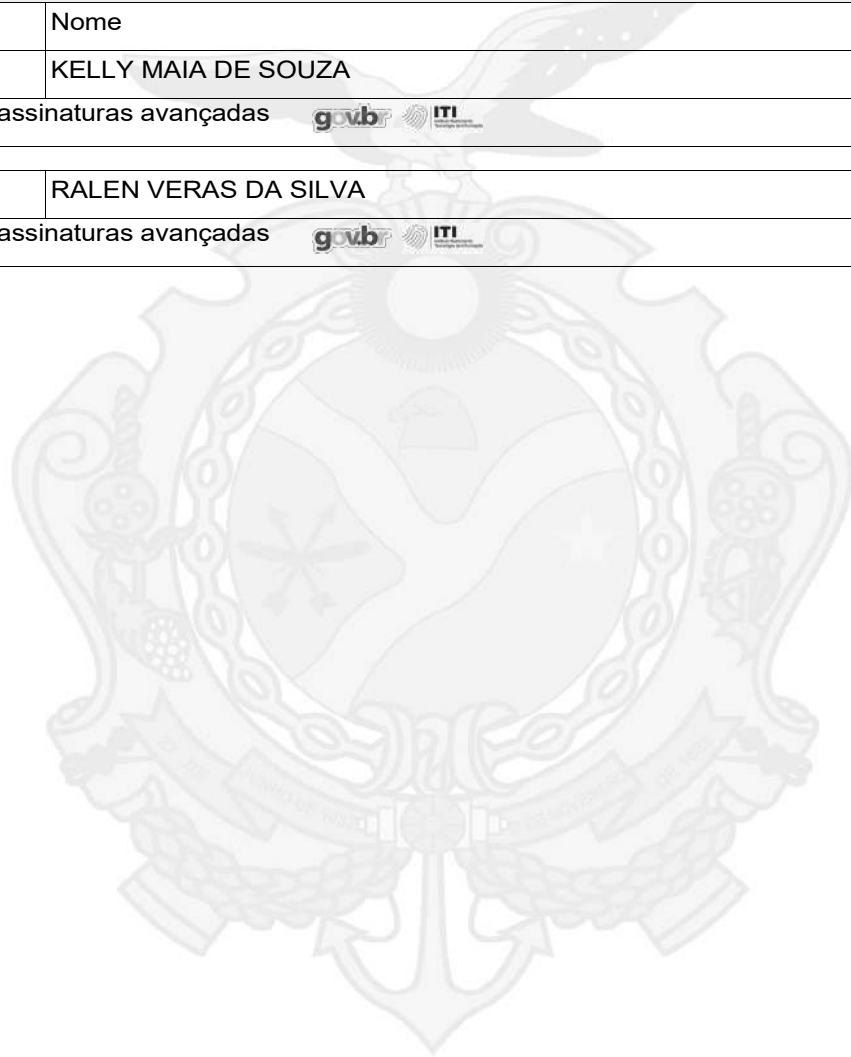 Nome
KELLY MAIA DE SOUZA
assinaturas avançadas gov.br ITI
RALEN VERAS DA SILVA
assinaturas avançadas gov.br ITI